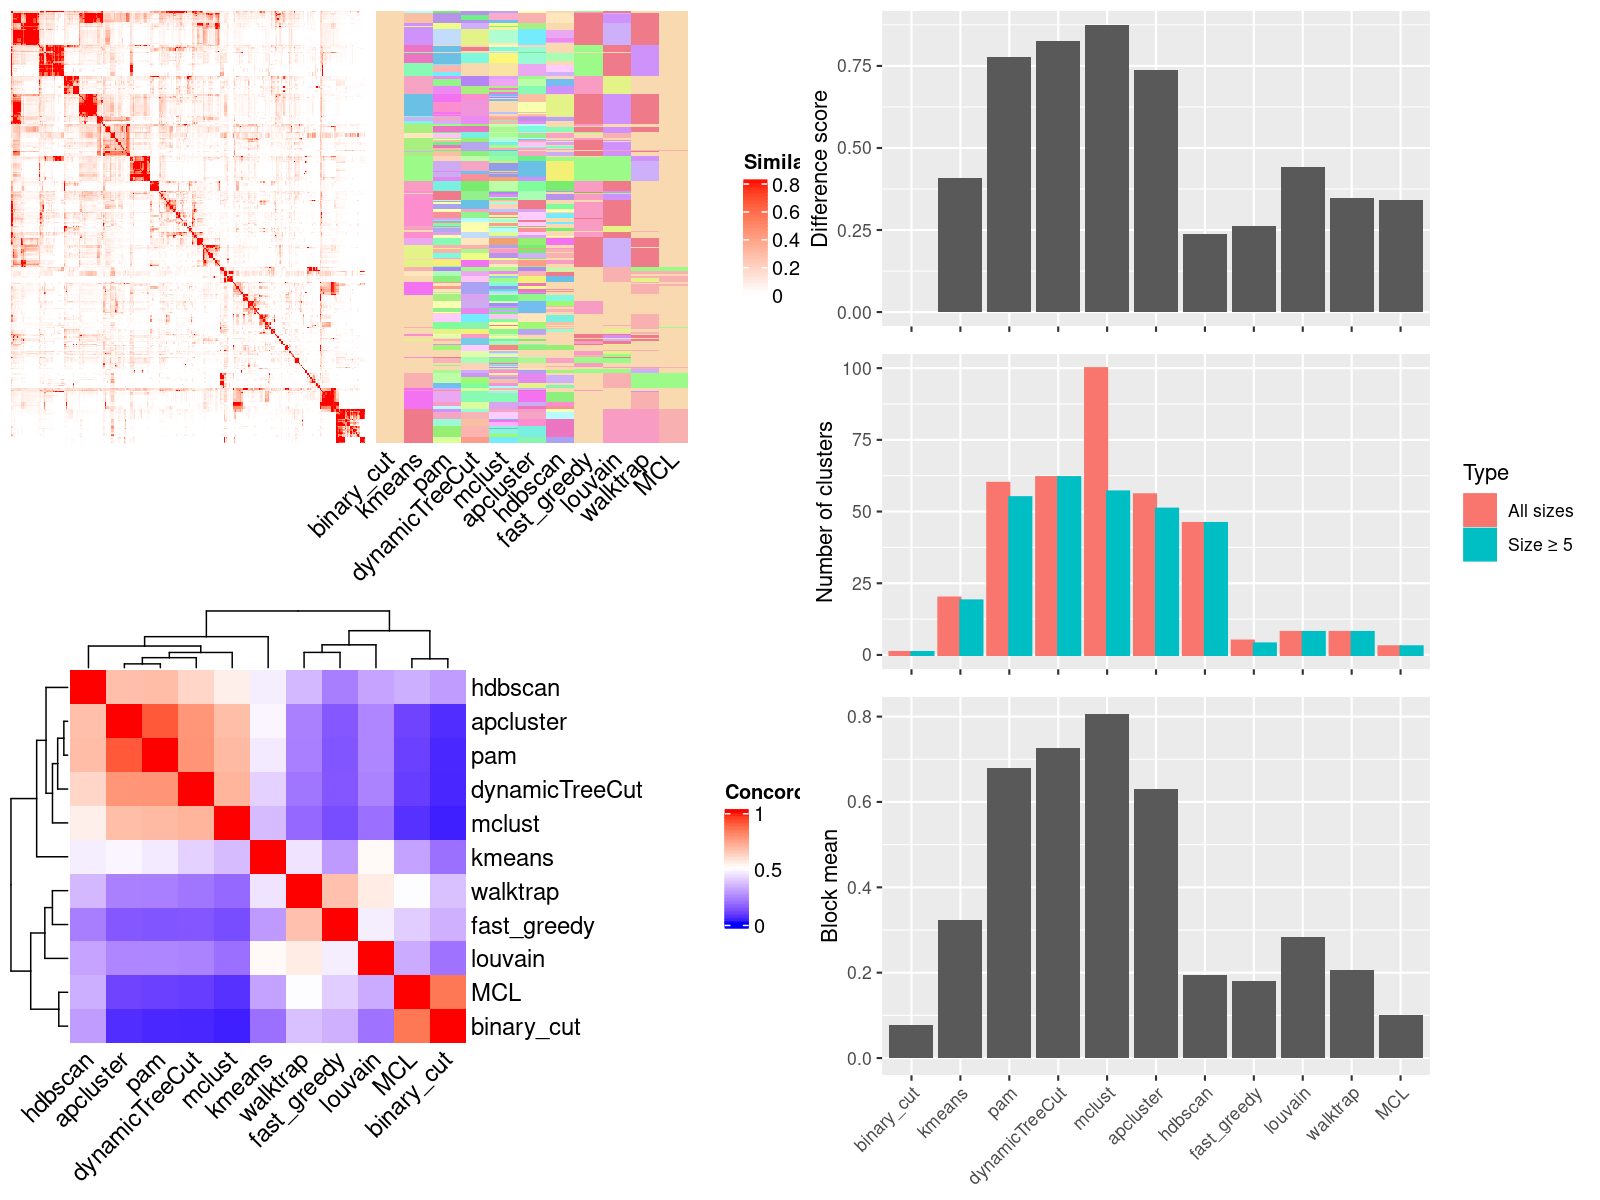 Simila
0.8
0.6
0.4
0.2
0
binary_cut
kmeans
pam
dynamicTreeCut
mclust
apcluster
hdbscan
fast_greedy
louvain
walktrap
MCL
Difference score
0.75
0.50
0.25
0.00
Number of clusters
100
75
50
25
0
Type
All sizes
Size ≥ 5
hdbscan
apcluster
pam
dynamicTreeCut
mclust
kmeans
walktrap
fast_greedy
louvain
MCL
binary_cut
hdbscan
apcluster
pam
dynamicTreeCut
mclust
kmeans
walktrap
fast_greedy
louvain
MCL
binary_cut
Concord
1
0.5
0
Block mean
0.8
0.6
0.4
0.2
0.0
binary_cut
kmeans
pam
dynamicTreeCut
mclust
apcluster
hdbscan
fast_greedy
louvain
walktrap
MCL